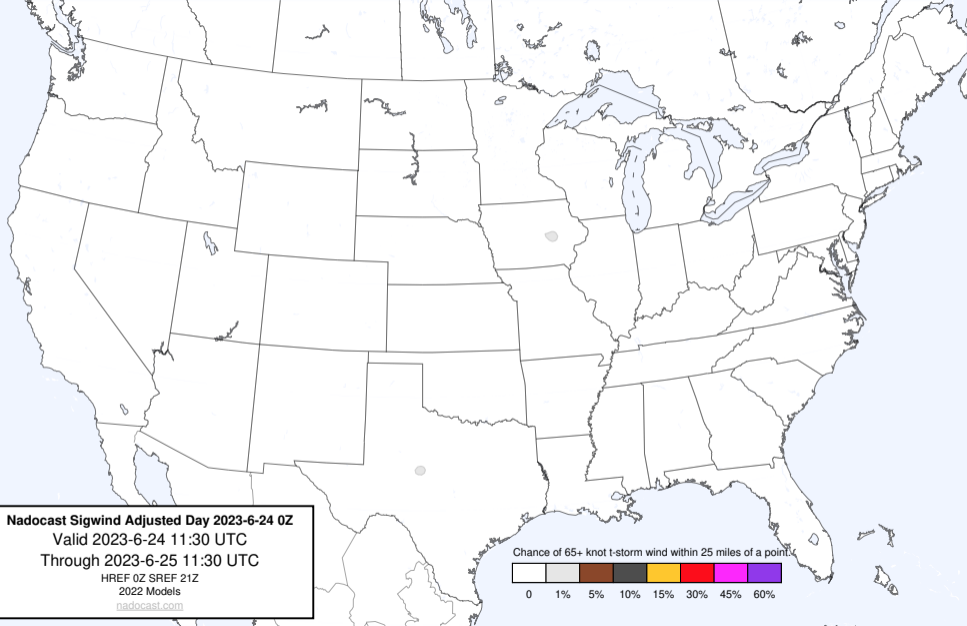 Nadocast Sigwind Adjusted Day 2023-6-24 0Z
Valid 2023-6-24 11:30 UTC
Through 2023-6-25 11:30 UTC
HREF 0Z SREF 21Z
2022 Models
nadocast.com
Chance of 65+ knot t-storm wind within 25 miles of a point.
0 1% 5% 10% 15% 30% 45% 60%